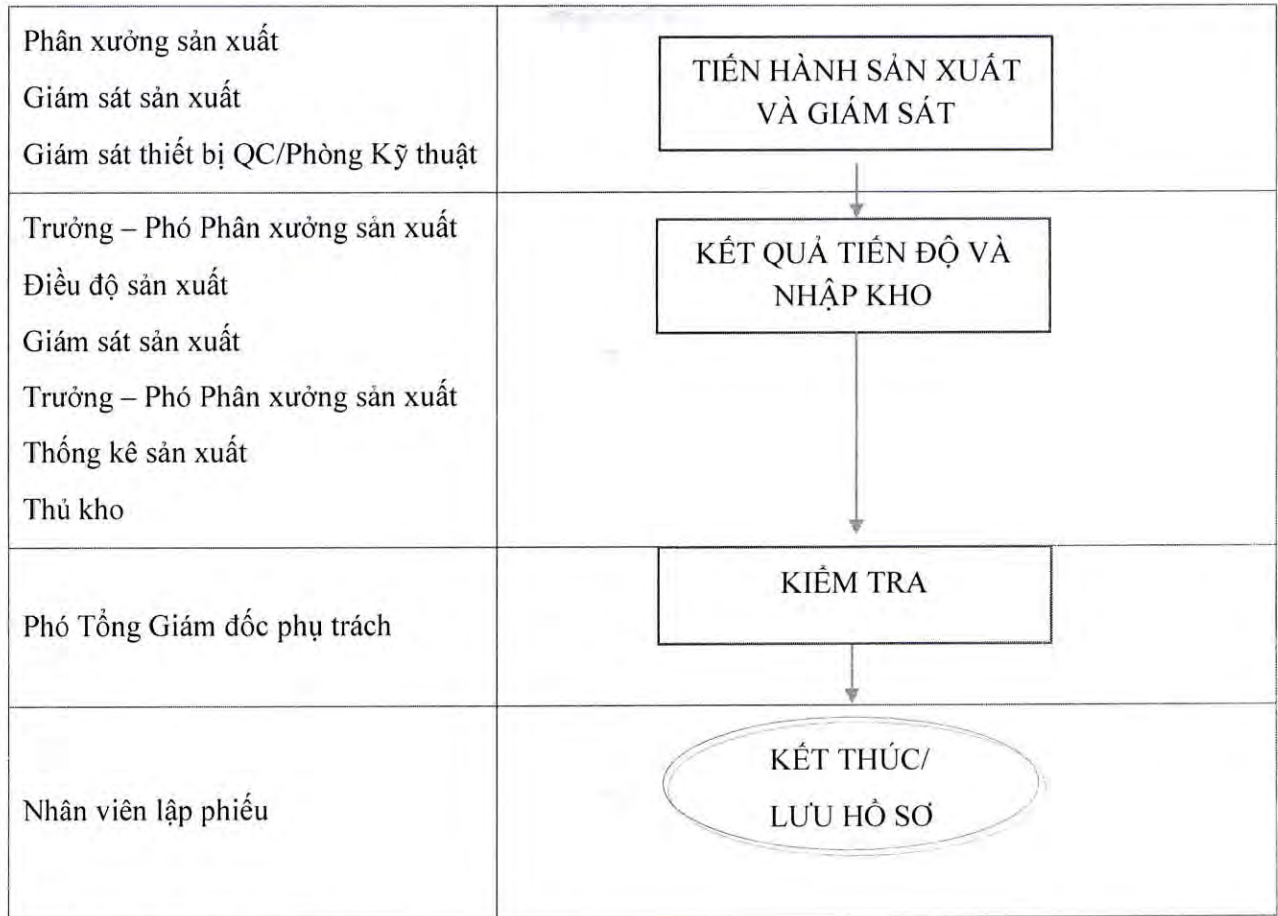 Phân xưởng sản xuất
Giám sát sản xuất
Giám sát thiết bị QC/Phòng Kỹ thuật
TIẾN HÀNH SẢN XUẤT
VÀ GIÁM SÁT
Trưởng – Phó Phân xưởng sản xuất
Điều độ sản xuất
Giám sát sản xuất
Trưởng – Phó Phân xưởng sản xuất
Thống kê sản xuất
Thủ kho
KẾT QUẢ TIẾN ĐỘ VÀ
NHẬP KHO
Phó Tổng Giám đốc phụ trách
KIỂM TRA
Nhân viên lập phiếu
KẾT THÚC/
LƯU HỒ SƠ